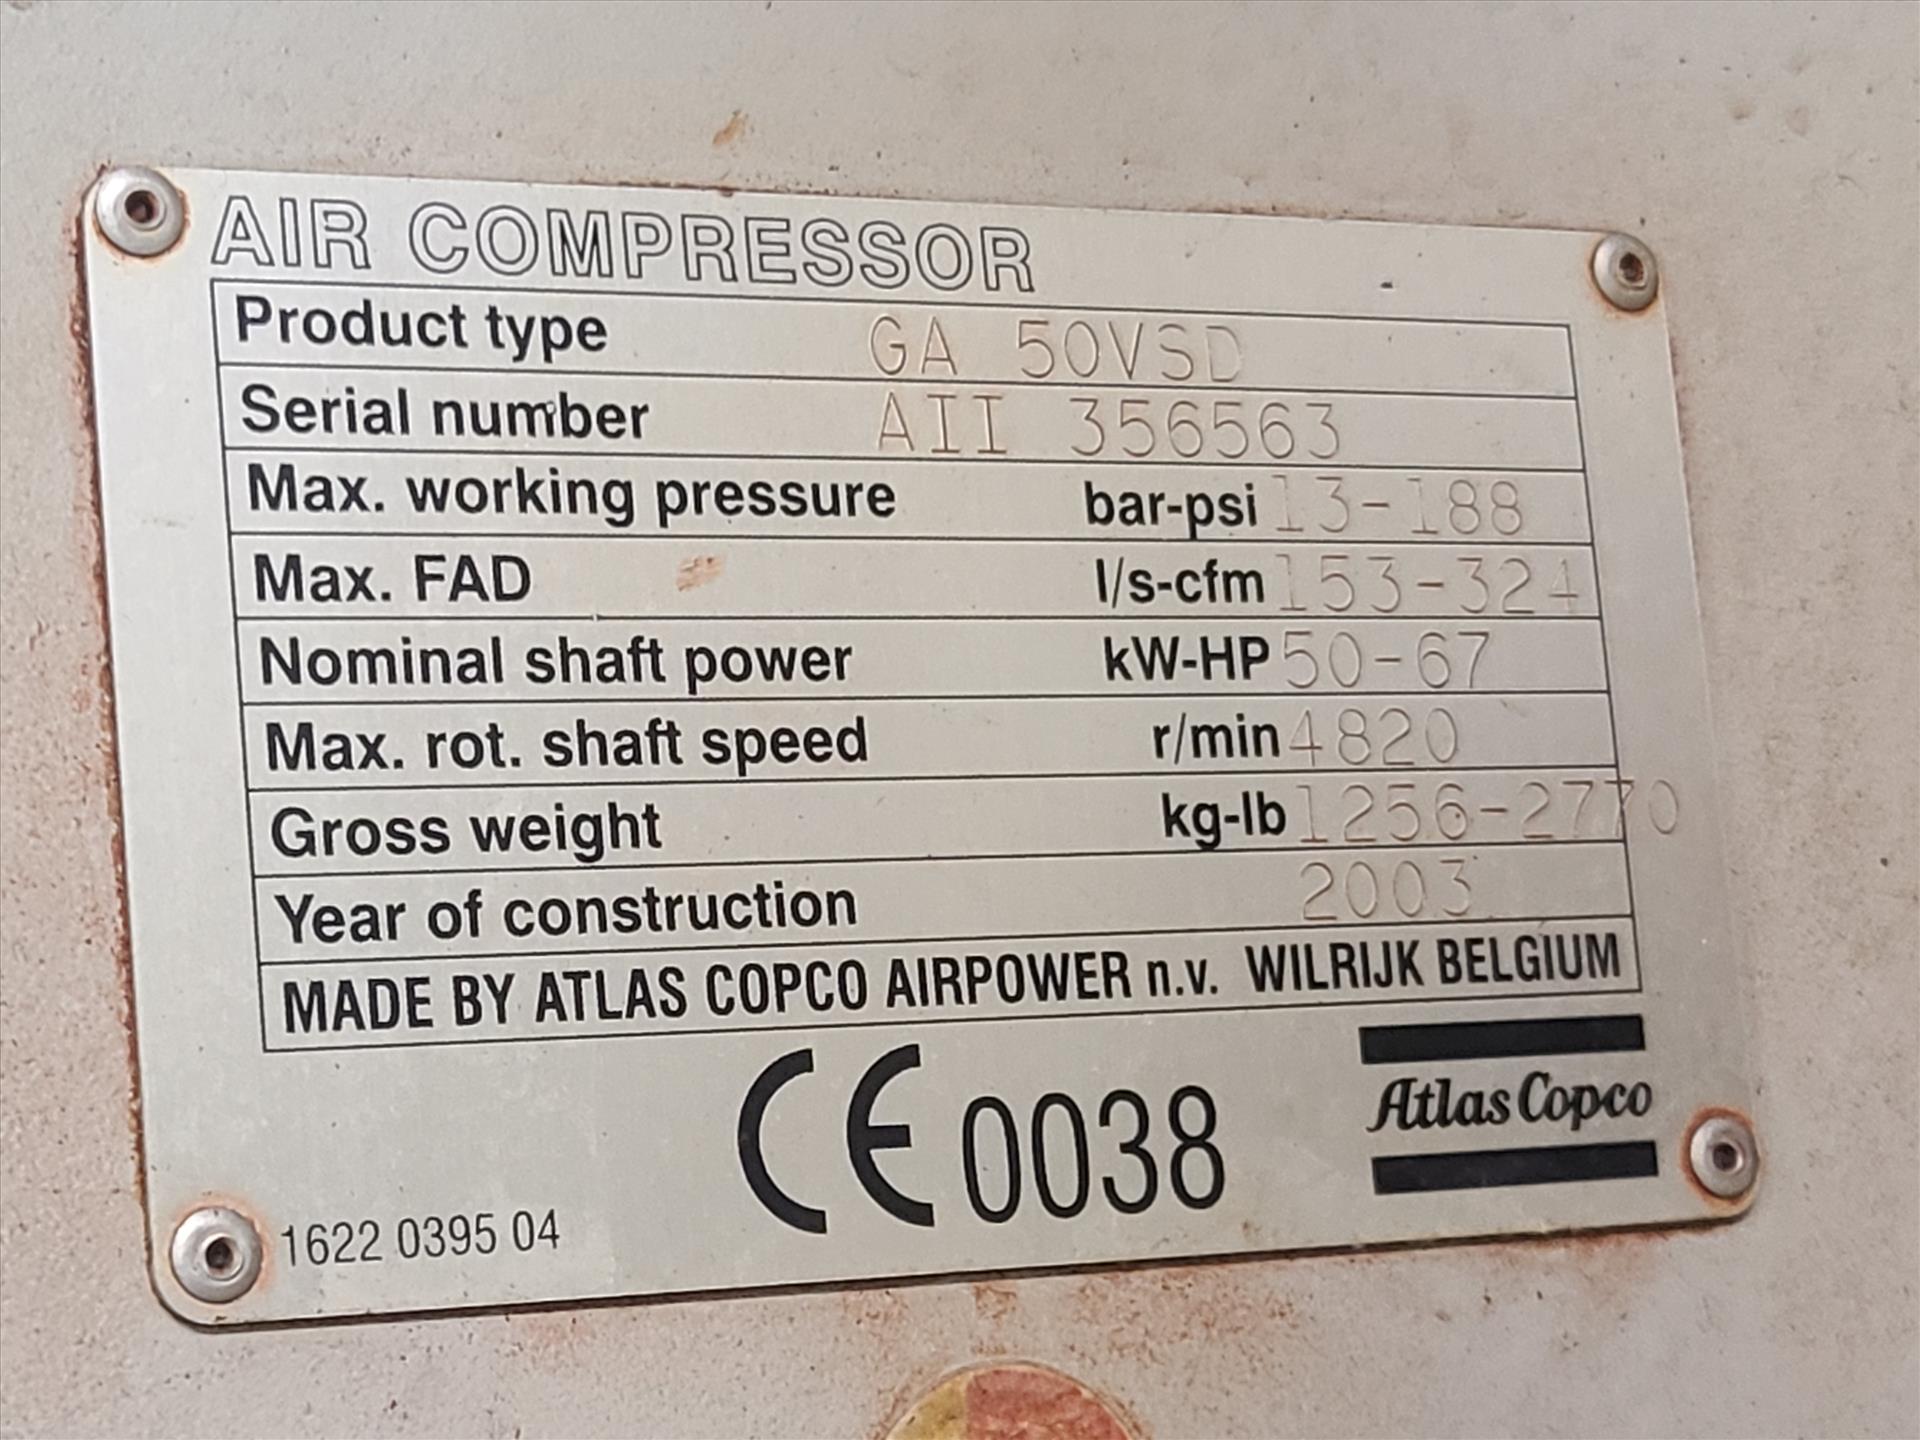 AIR COMPRESSOR
Product type GA 50VSD
Serial number AII 356563
Max. working pressure bar-psi 13-188
Max. FAD l/s-cfm 153-324
Nominal shaft power kW-HP 50-67
Max. rot. shaft speed r/min 4820
Gross weight kg-lb 1256-2770
Year of construction 2003
MADE BY ATLAS COPCO AIRPOWER n.v. WILRIJK BELGIUM
CE 0038
Atlas Copco
1622 0395 04